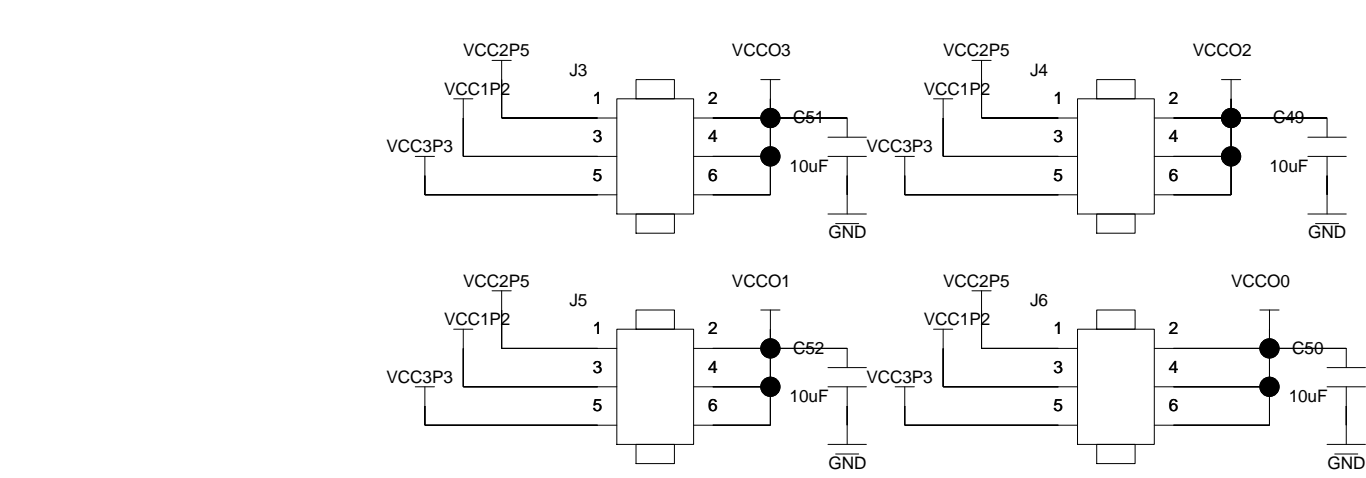 VCC2P5 VCCO3 VCC2P5 VCCO2
J3 J4
VCC1P2 1 2 VCC1P2 1 2
C51 C49
VCC3P3 3 4 VCC3P3 3 4
10uF 10uF
5 6 5 6
GND GND
VCC2P5 VCCO1 VCC2P5 VCCO0
J5 J6
VCC1P2 1 2 VCC1P2 1 2
C52 C50
VCC3P3 3 4 VCC3P3 3 4
10uF 10uF
5 6 5 6
GND GND